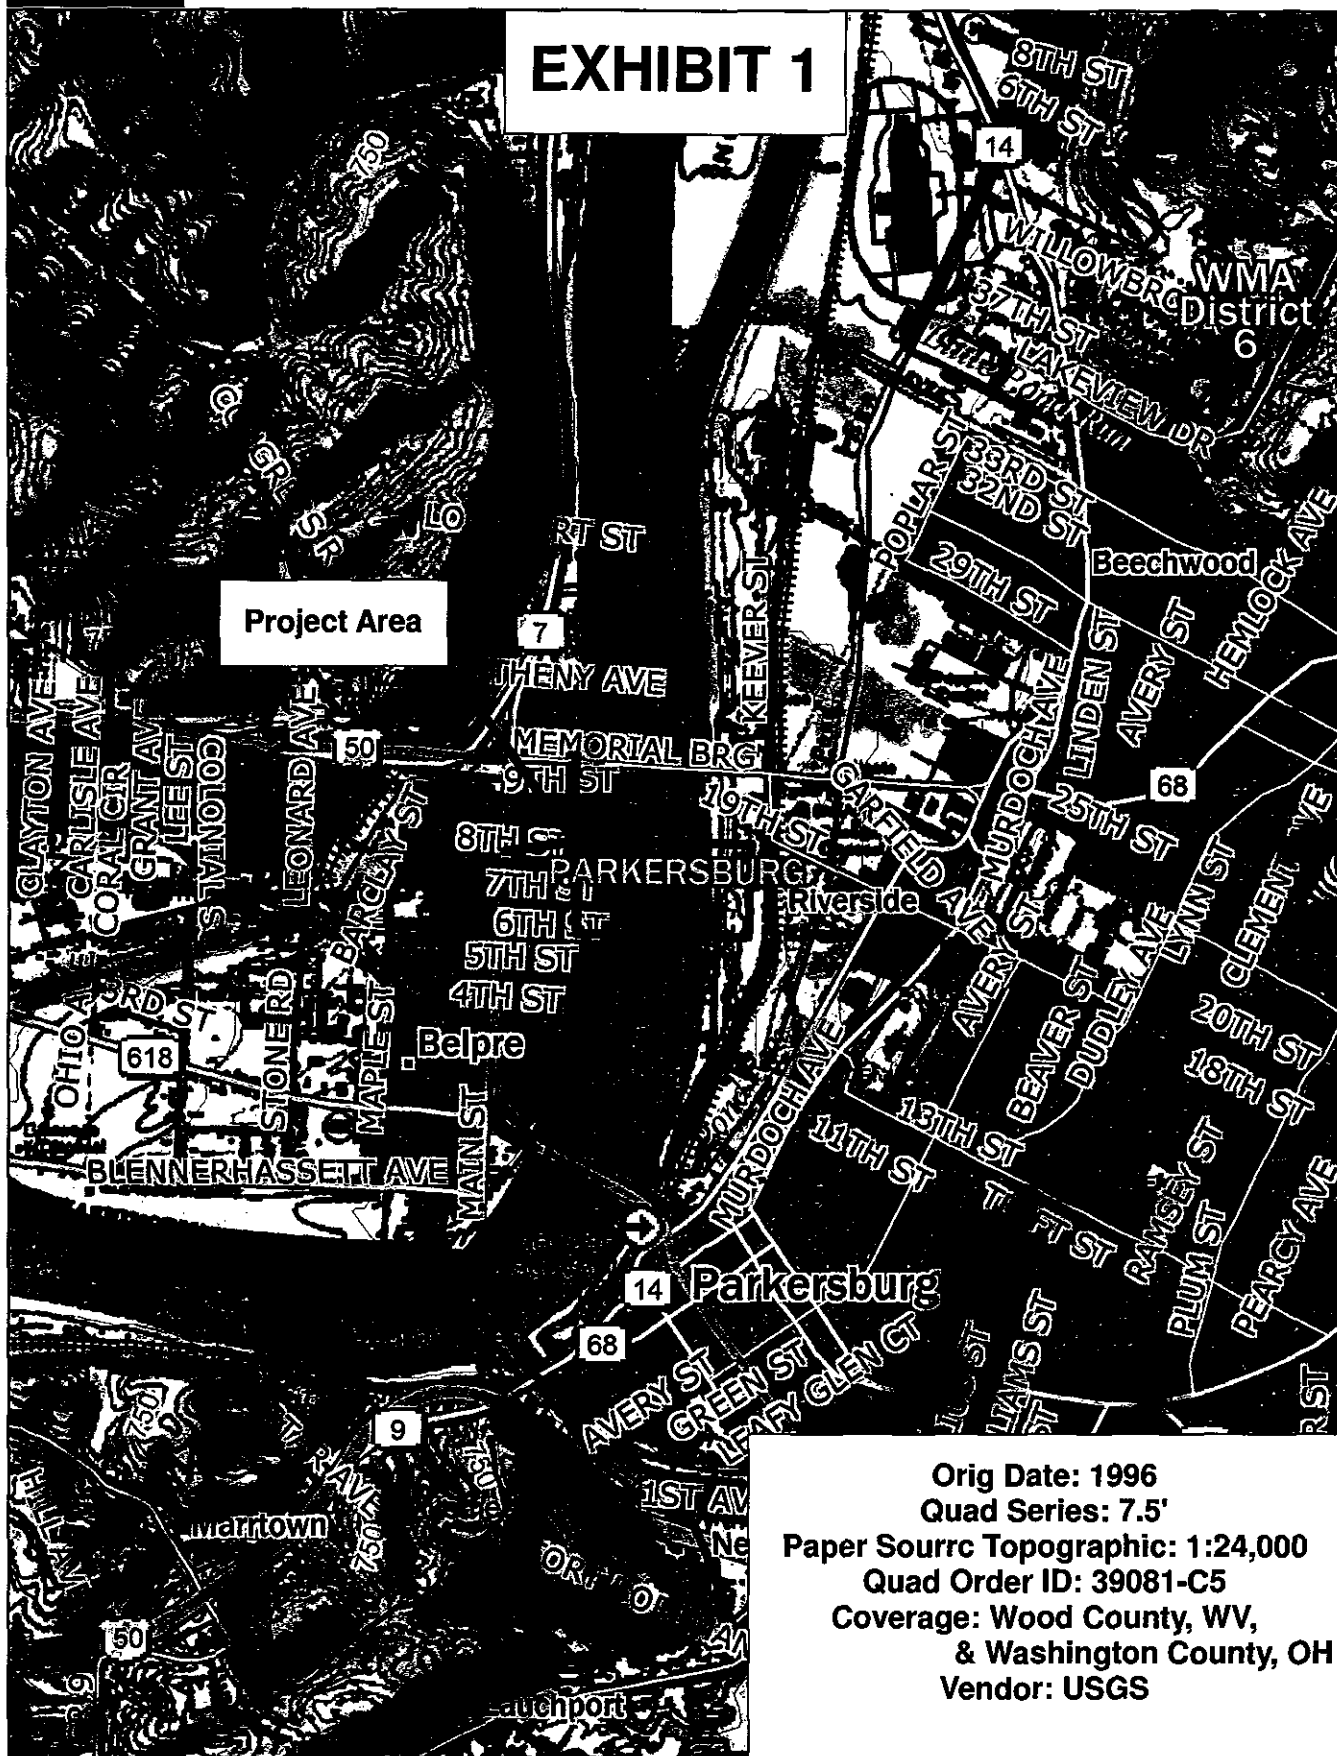 EXHIBIT 1
8TH ST
6TH ST
14
750
WMA
District
6
37TH ST
LAKEVIEW DR
POPLAR ST
33RD ST
32ND ST
29TH ST
Beechwood
HEMLOCK AVE
AVERY ST
LINDEN ST
KEEVER ST
Project Area
7
MURDOCH AVE
68
CLAYTON AVE
CARLISLE AVE
CORAL CIR
GRANT AV
LEE ST
COLONIAL S
LEONARD AVE
50
MEMORIAL BRG
9TH ST
19TH ST
GARFIELD AVE
25TH ST
BARCLAY ST
8TH ST
7TH ST
PARKERSBURG
6TH ST
Riverside
5TH ST
4TH ST
MURDOCH AVE
AVERY ST
LYNN ST
CLEMENT
DUDLEY AVE
BEAVER ST
20TH ST
18TH ST
3RD ST
618
OHIO
STONE RD
MAPLE ST
Belpre
MAIN ST
BLENNERHASSETT AVE
MURDOCH AVE
13TH ST
11TH ST
RAMSEY ST
PLUM ST
PEARCY AVE
14
Parkersburg
68
AVERY ST
GREEN ST
LEAFY GLEN CT
9
750
750
750
1ST AV
Marrtown
50
Orig Date: 1996
Quad Series: 7.5'
Paper Sourrc Topographic: 1:24,000
Quad Order ID: 39081-C5
Coverage: Wood County, WV,
& Washington County, OH
Vendor: USGS